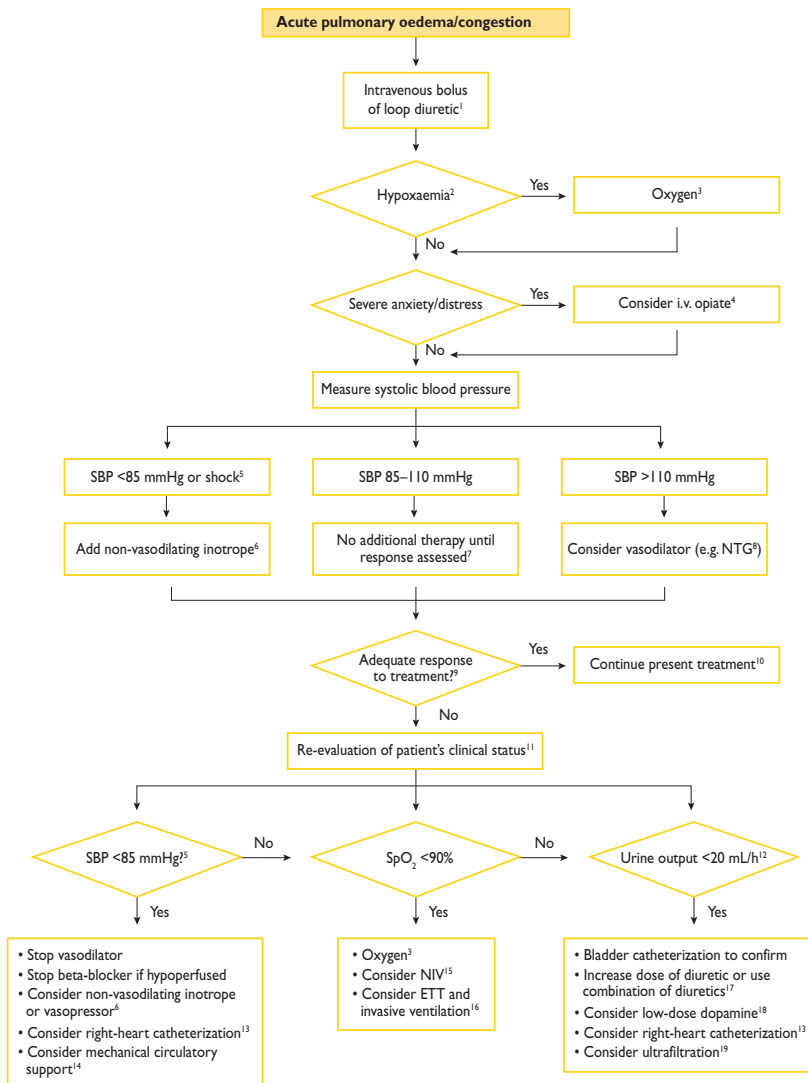 Acute pulmonary oedema/congestion
Intravenous bolus
of loop diuretic¹
Hypoxaemia²
Yes
Oxygen³
No
Severe anxiety/distress
Yes
Consider i.v. opiate⁴
No
Measure systolic blood pressure
SBP <85 mmHg or shock⁵
SBP 85–110 mmHg
SBP >110 mmHg
Add non-vasodilating inotrope⁶
No additional therapy until
response assessed⁷
Consider vasodilator (e.g. NTG⁸)
Adequate response
to treatment?⁹
Yes
Continue present treatment¹⁰
No
Re-evaluation of patient’s clinical status¹¹
SBP <85 mmHg?⁵
No
SpO₂ <90%
No
Urine output <20 mL/h¹²
Yes
Yes
Yes
• Stop vasodilator
• Stop beta-blocker if hypoperfused
• Consider non-vasodilating inotrope
or vasopressor⁶
• Consider right-heart catheterization¹³
• Consider mechanical circulatory
support¹⁴
• Oxygen³
• Consider NIV¹⁵
• Consider ETT and
invasive ventilation¹⁶
• Bladder catheterization to confirm
• Increase dose of diuretic or use
combination of diuretics¹⁷
• Consider low-dose dopamine¹⁸
• Consider right-heart catheterization¹³
• Consider ultrafiltration¹⁹